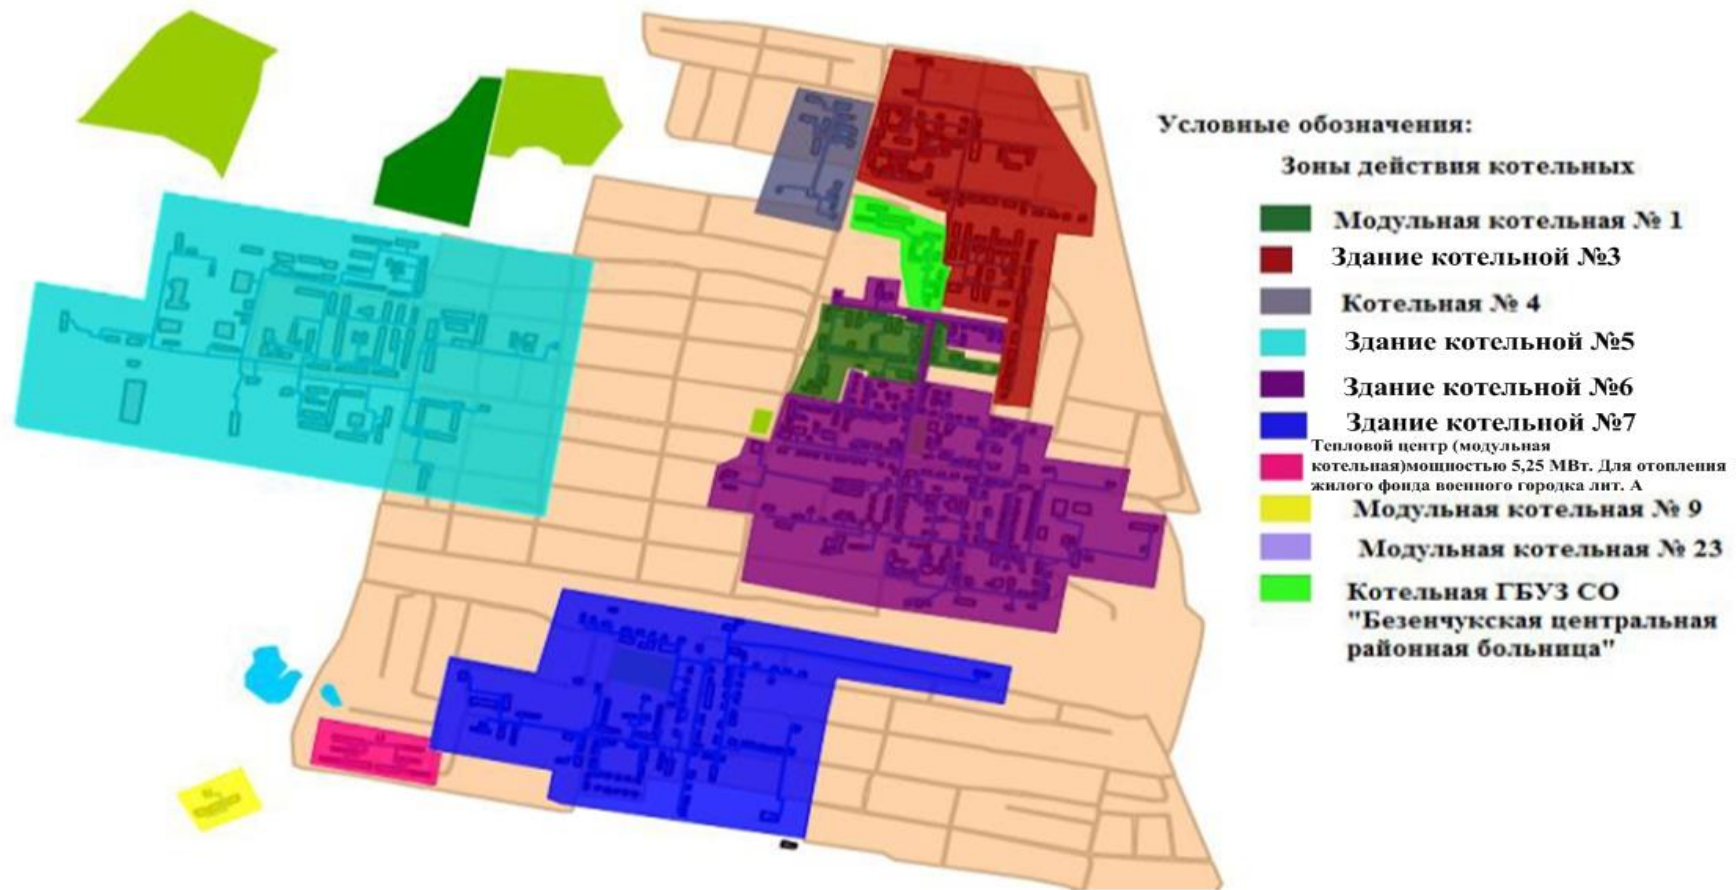 Условные обозначения:
Зоны действия котельных
Модульная котельная № 1
Здание котельной №3
Котельная № 4
Здание котельной №5
Здание котельной №6
Здание котельной №7
Тепловой центр (модульная
котельная)мощностью 5,25 МВт. Для отопления
жилого фонда военного городка лит. А
Модульная котельная № 9
Модульная котельная № 23
Котельная ГБУЗ СО
"Безенчукская центральная
районная больница"